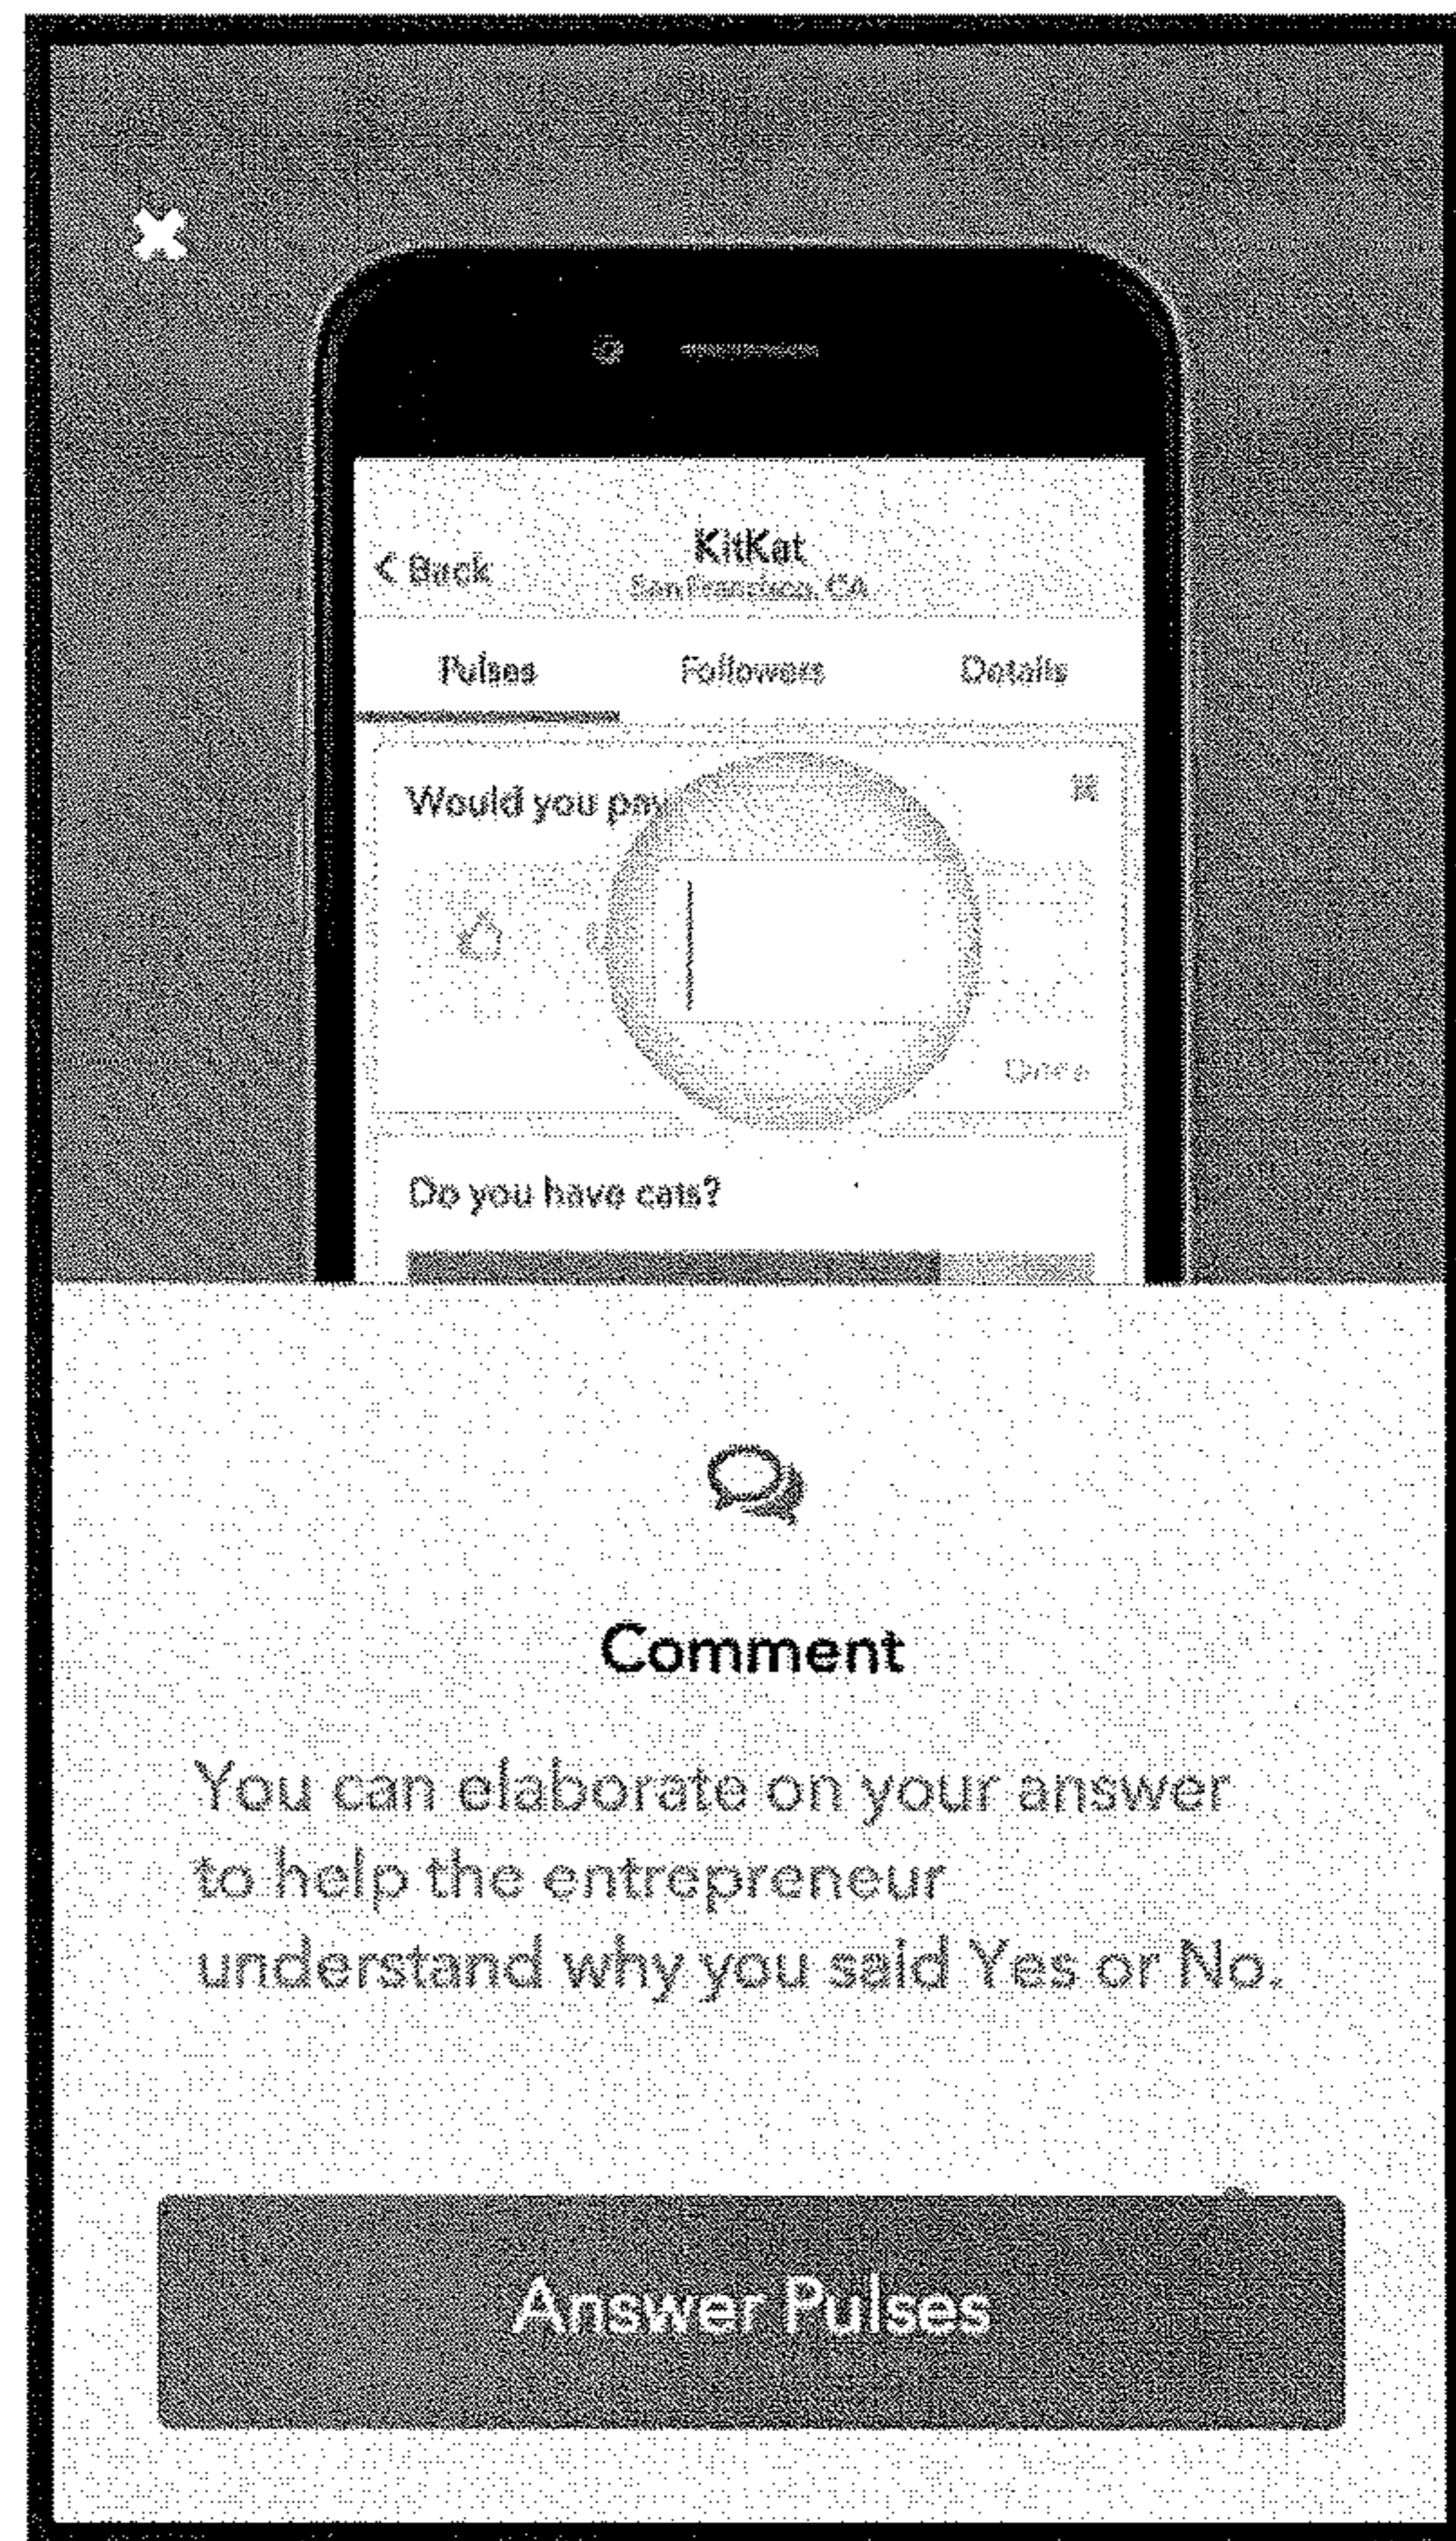 KitKat
< Back
San Francisco, CA
Pulses Followers Details
Would you pay
Done
Do you have cats?
Comment
You can elaborate on your answer
to help the entrepreneur
understand why you said Yes or No.
Answer Pulses